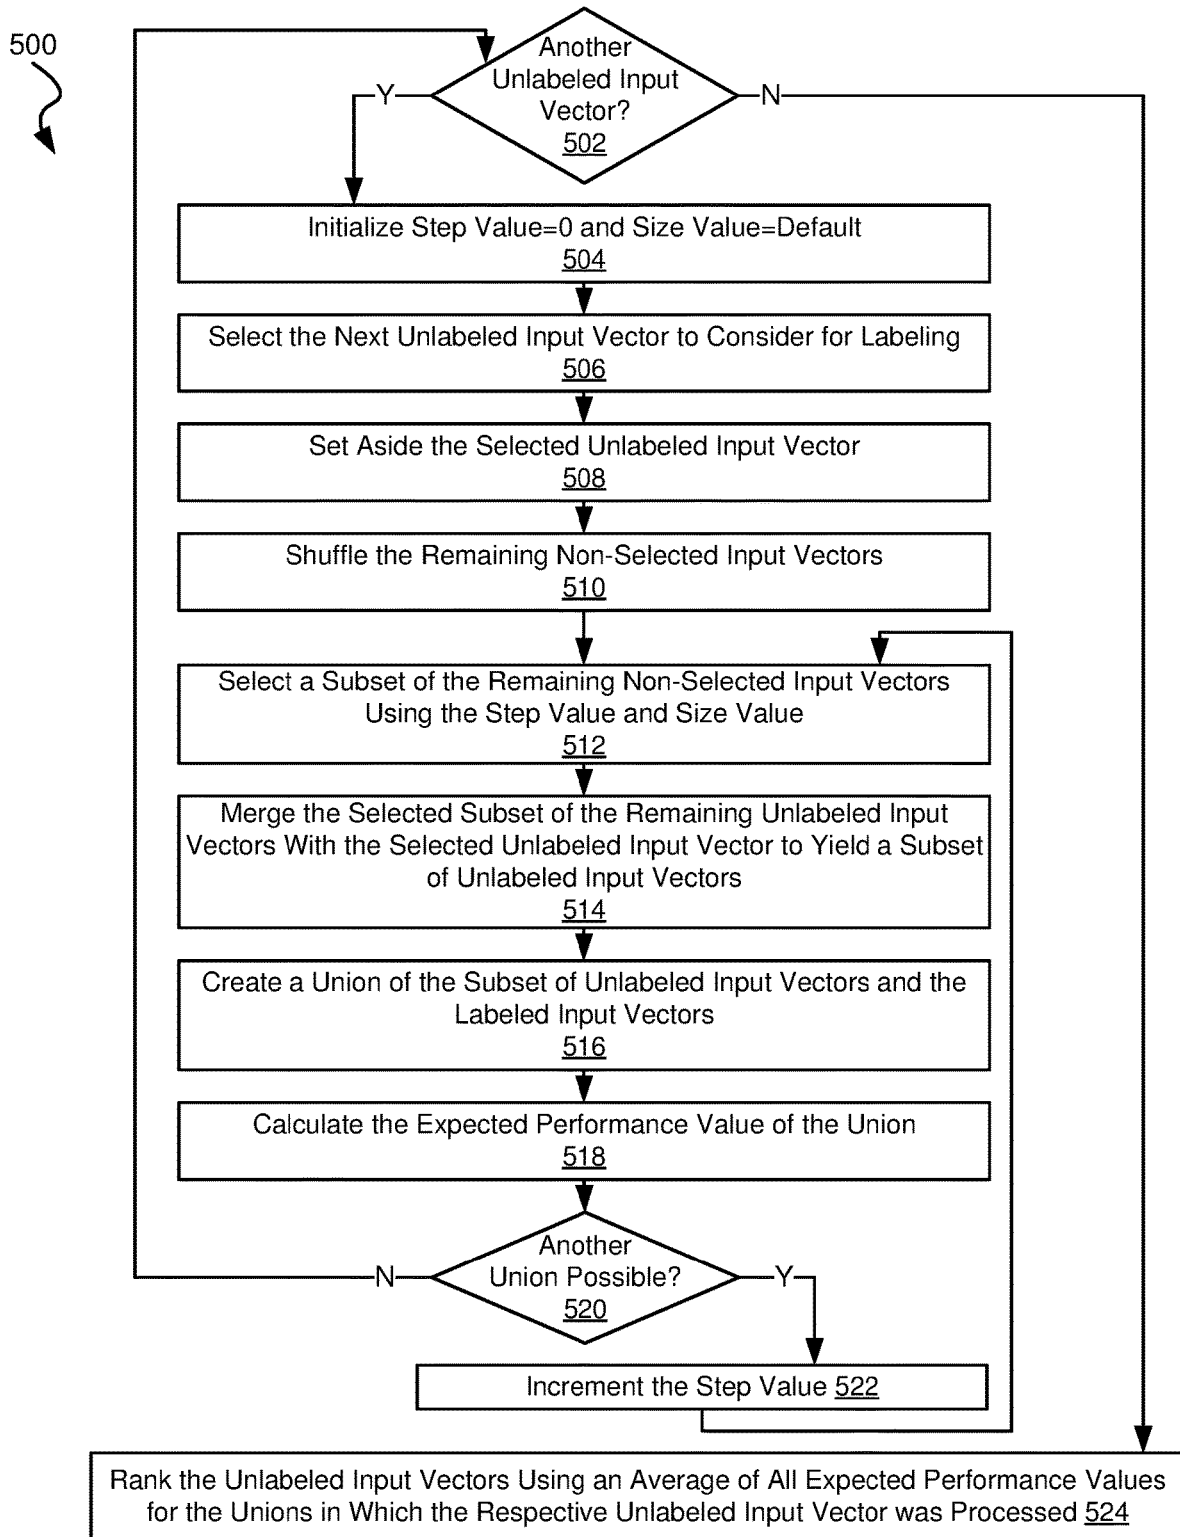 500
Another
Unlabeled Input
Vector?
502
Y
N
Initialize Step Value=0 and Size Value=Default
504
Select the Next Unlabeled Input Vector to Consider for Labeling
506
Set Aside the Selected Unlabeled Input Vector
508
Shuffle the Remaining Non-Selected Input Vectors
510
Select a Subset of the Remaining Non-Selected Input Vectors
Using the Step Value and Size Value
512
Merge the Selected Subset of the Remaining Unlabeled Input
Vectors With the Selected Unlabeled Input Vector to Yield a Subset
of Unlabeled Input Vectors
514
Create a Union of the Subset of Unlabeled Input Vectors and the
Labeled Input Vectors
516
Calculate the Expected Performance Value of the Union
518
Another
Union Possible?
520
N
Y
Increment the Step Value 522
Rank the Unlabeled Input Vectors Using an Average of All Expected Performance Values
for the Unions in Which the Respective Unlabeled Input Vector was Processed 524